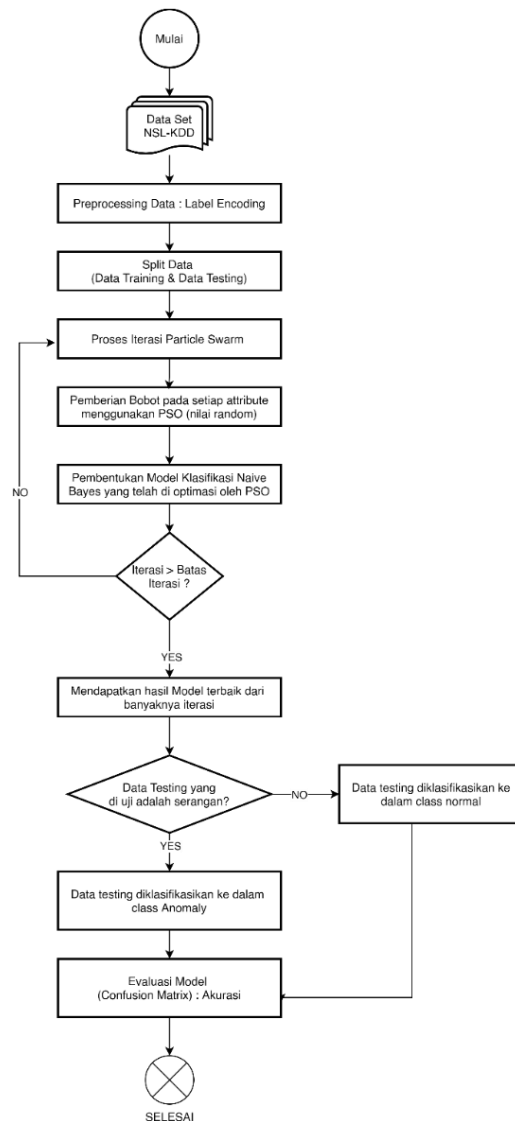 Mulai
Data Set
NSL-KDD
Preprocessing Data : Label Encoding
Split Data
(Data Training & Data Testing)
Proses Iterasi Particle Swarm
Pemberian Bobot pada setiap attribute
menggunakan PSO (nilai random)
Pembentukan Model Klasifikasi Naive
Bayes yang telah di optimasi oleh PSO
NO
Iterasi > Batas
Iterasi ?
YES
Mendapatkan hasil Model terbaik dari
banyaknya iterasi
Data Testing yang
di uji adalah serangan?
NO
Data testing diklasifikasikan ke
dalam class normal
YES
Data testing diklasifikasikan ke dalam
class Anomaly
Evaluasi Model
(Confusion Matrix) : Akurasi
SELESAI